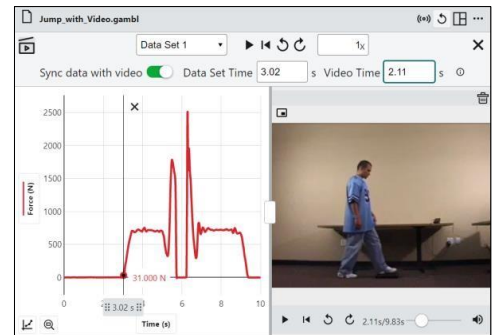 Jump_with_Video.gambl
Data Set 1
1x
Sync data with video Data Set Time 3.02 s Video Time 2.11 s
2500
2000
1500
1000
500
0
Force (N)
31.000 N
0 2 4 6 8 10
3.02 s
Time (s)
2.11s/9.83s